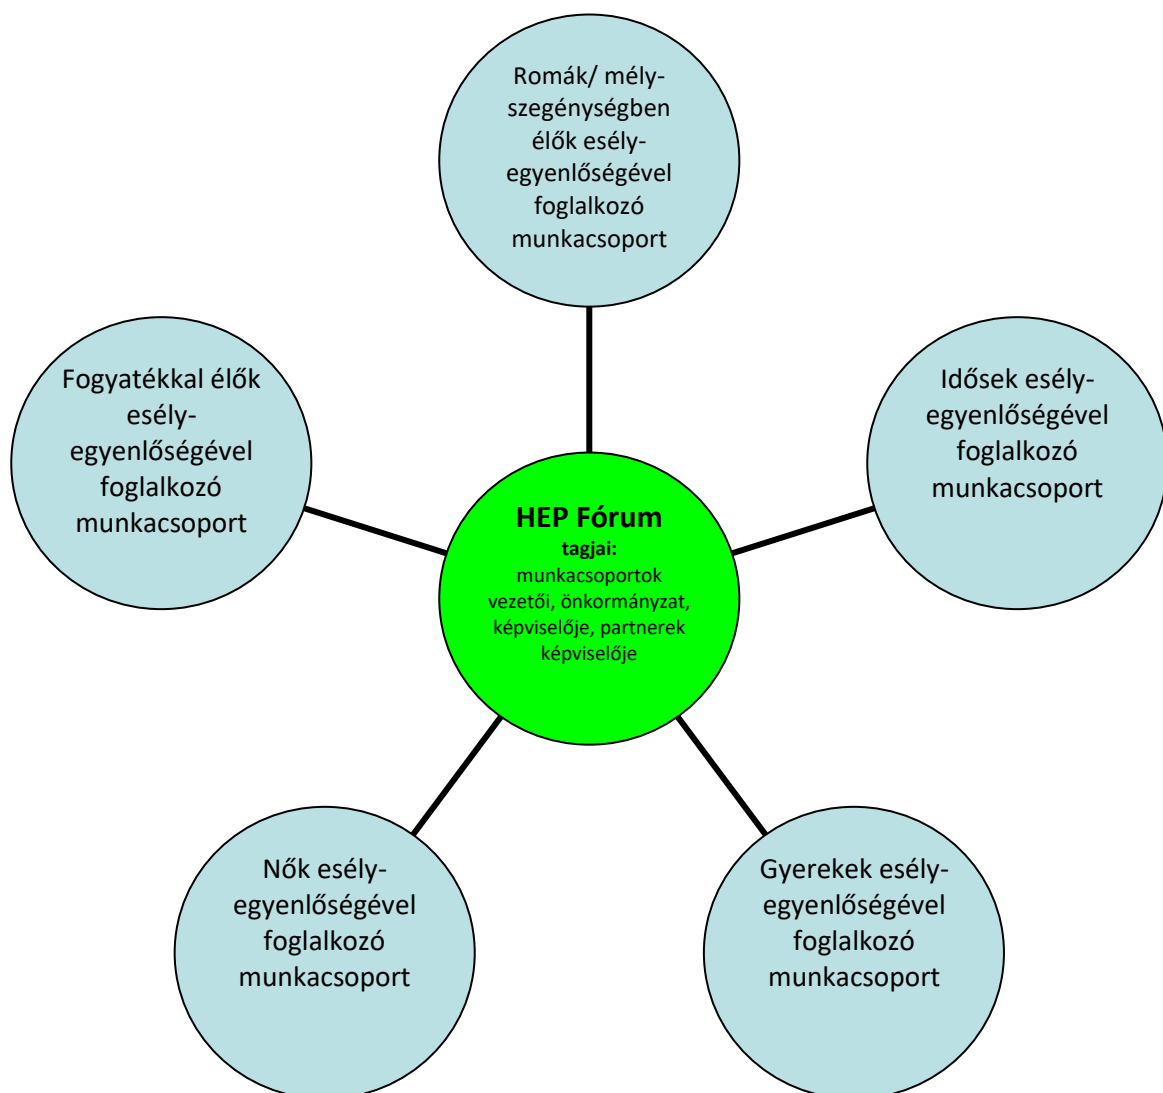 Romák/ mély-
szegénységben
élők esély-
egyenlőségével
foglalkozó
munkacsoport
Fogyatékkal élők
esély-
egyenlőségével
foglalkozó
munkacsoport
Idősek esély-
egyenlőségével
foglalkozó
munkacsoport
HEP Fórum
tagjai:
munkacsoportok
vezetői, önkormányzat,
képviselője, partnerek
képviselője
Nők esély-
egyenlőségével
foglalkozó
munkacsoport
Gyerekek esély-
egyenlőségével
foglalkozó
munkacsoport